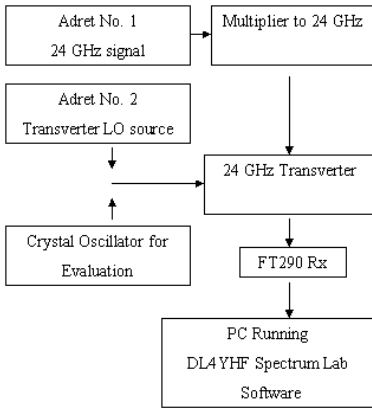 Adret No. 1
24 GHz signal
Multiplier to 24 GHz
Adret No. 2
Transverter LO source
24 GHz Transverter
Crystal Oscillator for
Evaluation
FT290 Rx
PC Running
DL4YHF Spectrum Lab
Software